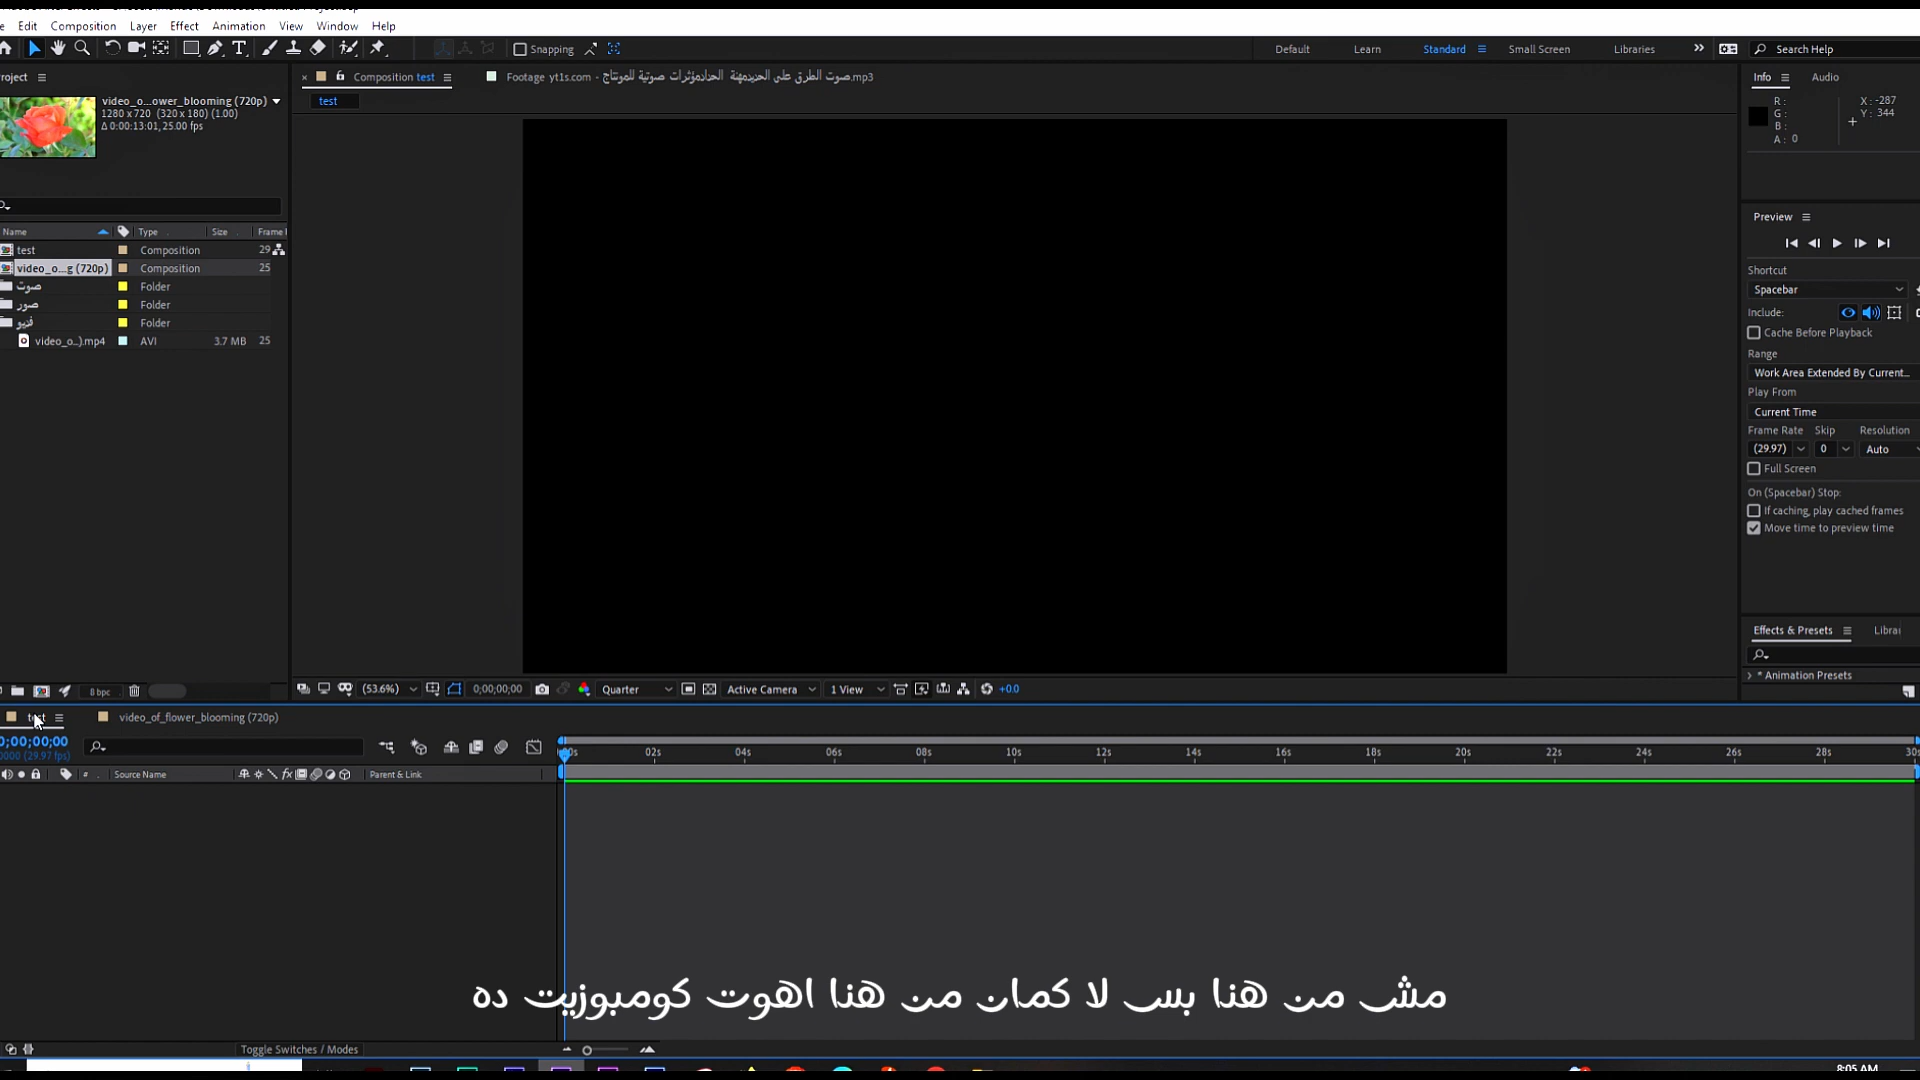 Edit Composition Layer Effect Animation View Window Help
Snapping
Default Learn Standard Small Screen Libraries Search Help
roject
video_o...ower_blooming (720p)
1280 x 720 (320 x 180) (1.00)
Δ 0:00:13:01, 25.00 fps
Composition test
Footage yt1s.com - صوت الطرق على الحديدمهنة الحدادمؤثرات صوتية للمونتاج.mp3
test
Info Audio
R :
G :
B :
A : 0
X : -287
Y : 344
Name Type Size Frame
test Composition 29
video_o...g (720p) Composition 25
صوت Folder
صور Folder
فديو Folder
video_o...).mp4 AVI 3.7 MB 25
Preview
Shortcut
Spacebar
Include:
Cache Before Playback
Range
Work Area Extended By Current...
Play From
Current Time
Frame Rate Skip Resolution
(29.97) 0 Auto
Full Screen
On (Spacebar) Stop:
If caching, play cached frames
Move time to preview time
Effects & Presets Librai
* Animation Presets
8 bpc
(53.6%) 0;00;00;00 Quarter Active Camera 1 View +0.0
test video_of_flower_blooming (720p)
0;00;00;00
0000 (29.97 fps)
# Source Name Parent & Link
00s 02s 04s 06s 08s 10s 12s 14s 16s 18s 20s 22s 24s 26s 28s 30s
مش من هنا بس لا كمان من هنا اهوت كومبوزيت ده
Toggle Switches / Modes
8:05 AM